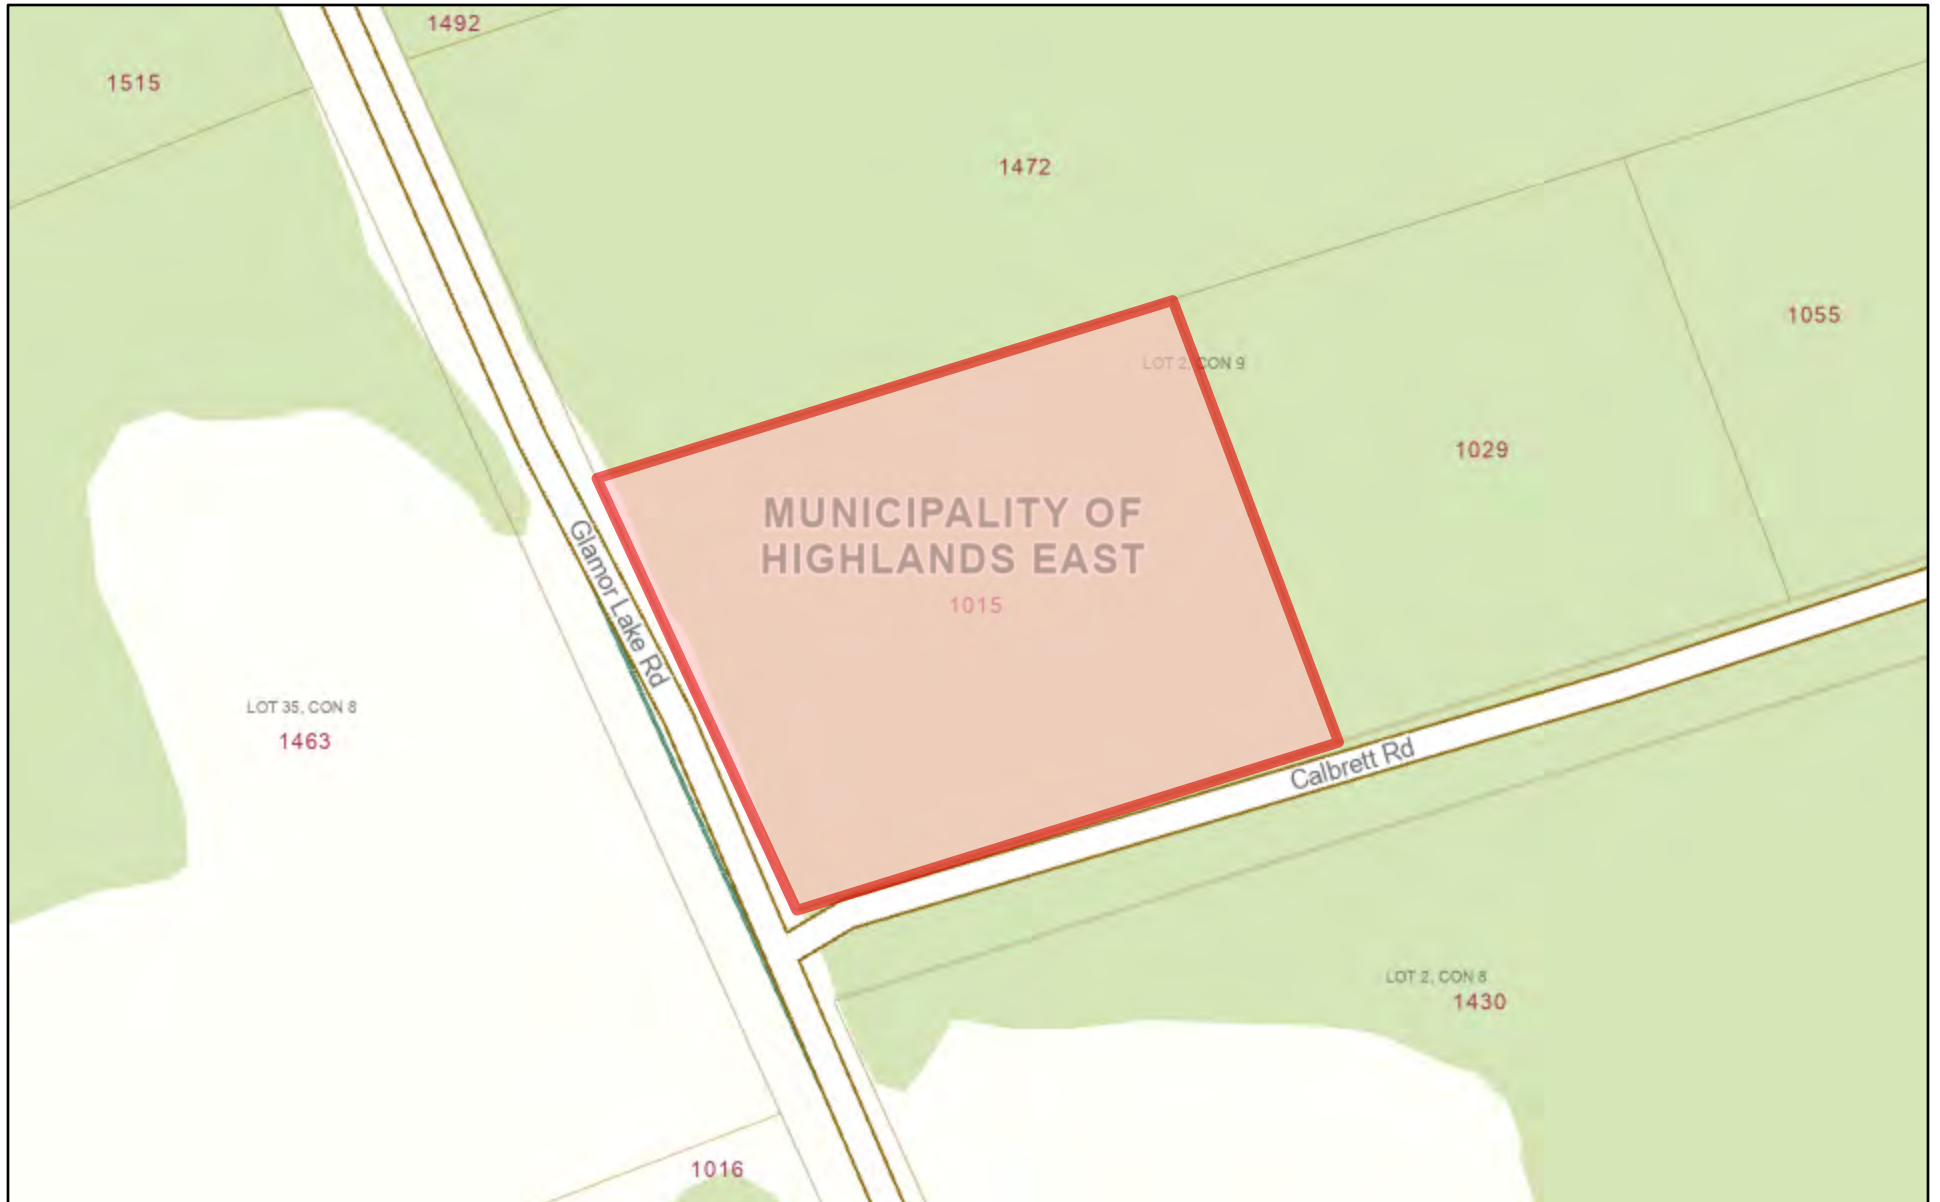 1492
1515
1472
1055
LOT 2, CON 9
1029
MUNICIPALITY OF
HIGHLANDS EAST
1015
Glamor Lake Rd
LOT 35, CON 8
1463
Calbrett Rd
LOT 2, CON 8
1430
1016